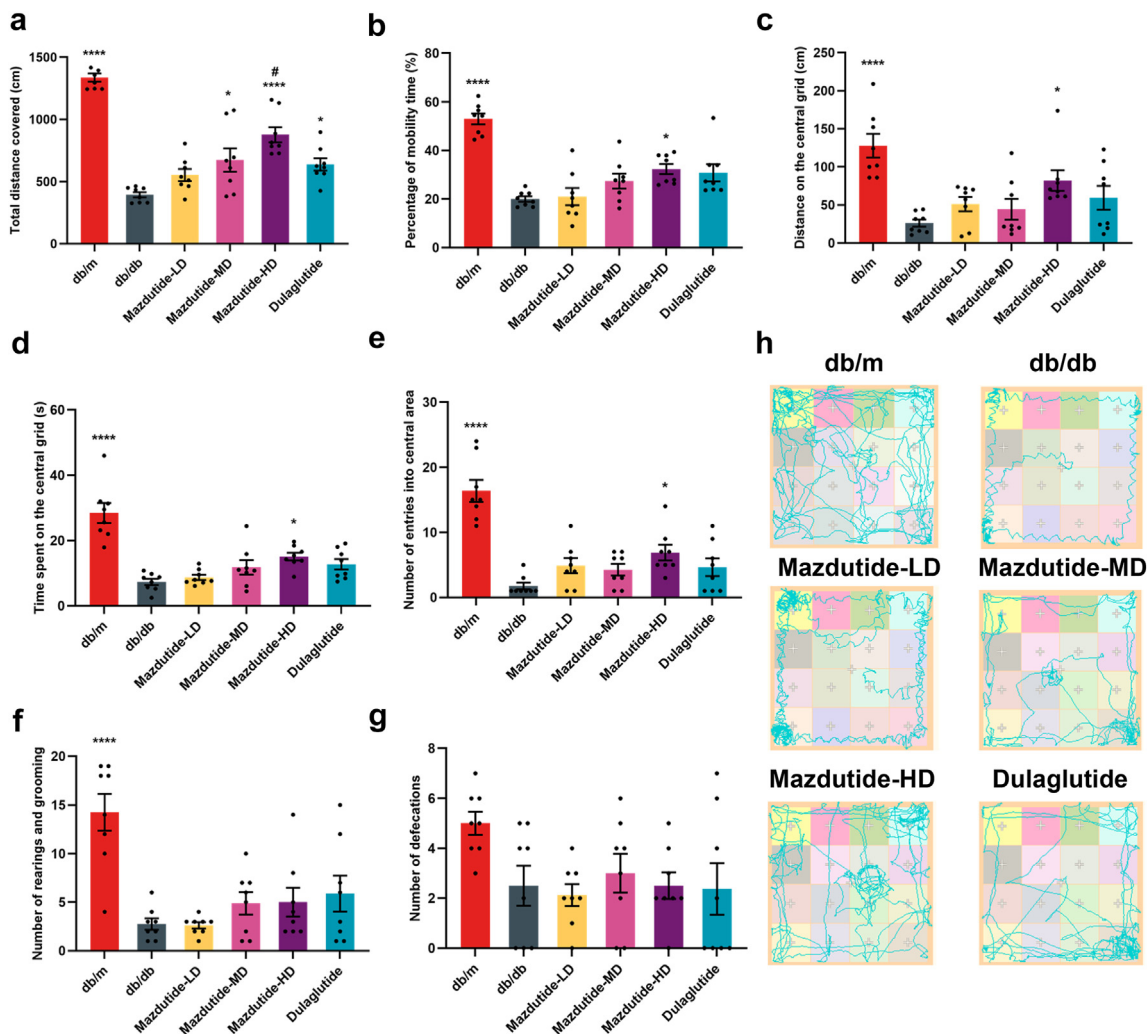 a
Total distance covered (cm)
1500
1000
500
0
****
*
#
****
*
db/m
db/db
Mazdutide-LD
Mazdutide-MD
Mazdutide-HD
Dulaglutide
b
Percentage of mobility time (%)
80
60
40
20
0
****
*
db/m
db/db
Mazdutide-LD
Mazdutide-MD
Mazdutide-HD
Dulaglutide
c
Distance on the central grid (cm)
250
200
150
100
50
0
****
*
db/m
db/db
Mazdutide-LD
Mazdutide-MD
Mazdutide-HD
Dulaglutide
d
Time spent on the central grid (s)
60
40
20
0
****
*
db/m
db/db
Mazdutide-LD
Mazdutide-MD
Mazdutide-HD
Dulaglutide
e
Number of entries into central area
30
20
10
0
****
*
db/m
db/db
Mazdutide-LD
Mazdutide-MD
Mazdutide-HD
Dulaglutide
f
Number of rearings and grooming
20
15
10
5
0
****
db/m
db/db
Mazdutide-LD
Mazdutide-MD
Mazdutide-HD
Dulaglutide
g
Number of defecations
8
6
4
2
0
db/m
db/db
Mazdutide-LD
Mazdutide-MD
Mazdutide-HD
Dulaglutide
h
db/m
db/db
Mazdutide-LD
Mazdutide-MD
Mazdutide-HD
Dulaglutide